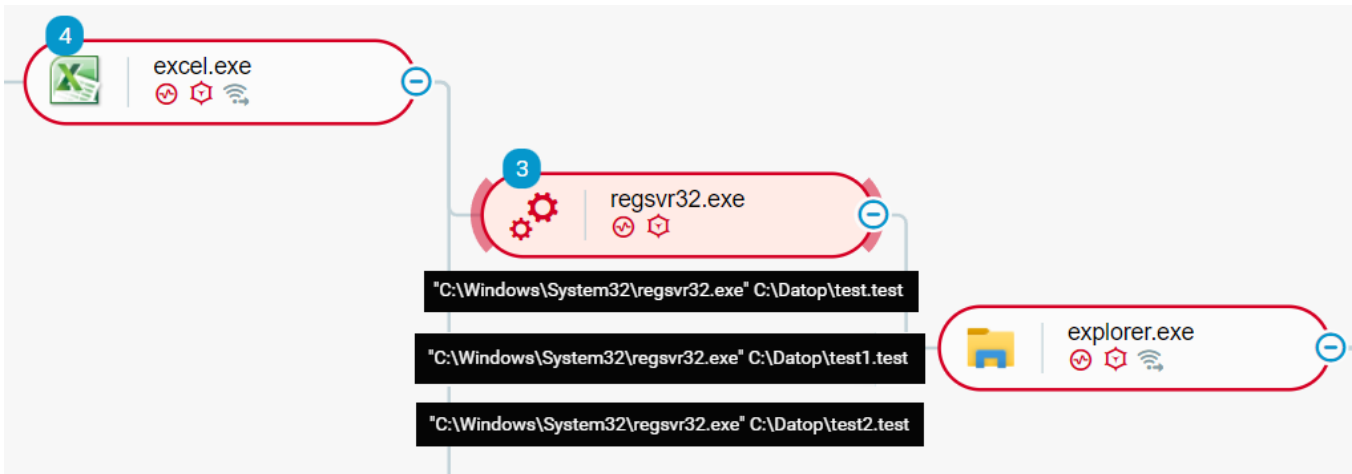 4
excel.exe
3
regsvr32.exe
"C:\Windows\System32\regsvr32.exe" C:\Datop\test.test
explorer.exe
"C:\Windows\System32\regsvr32.exe" C:\Datop\test1.test
"C:\Windows\System32\regsvr32.exe" C:\Datop\test2.test